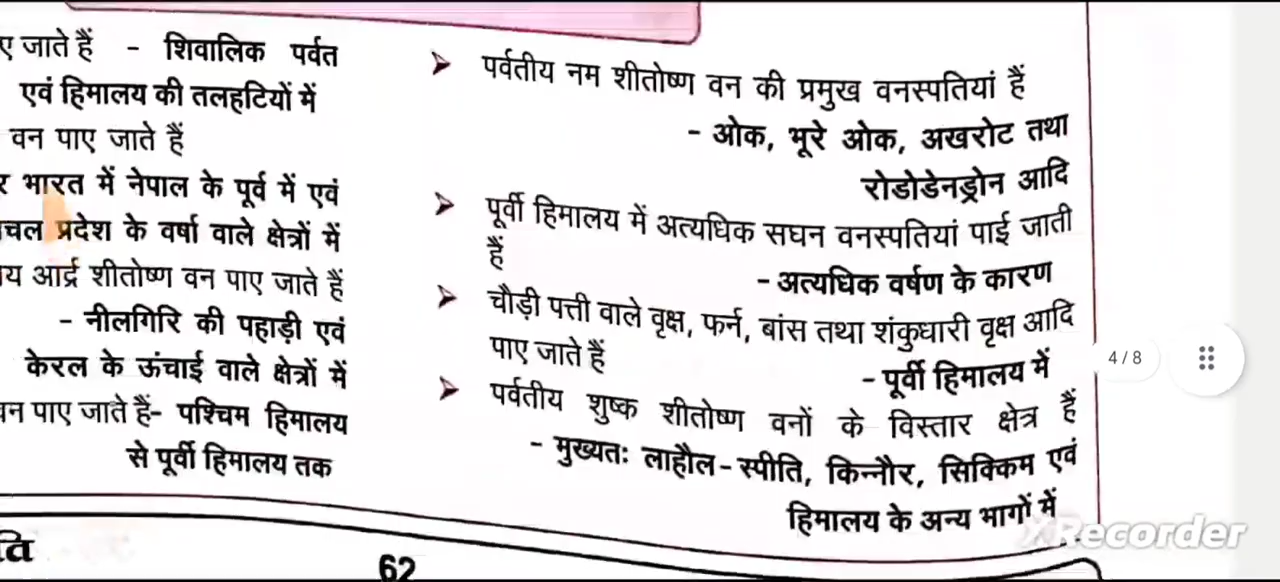 ए जाते हैं - शिवालिक पर्वत
एवं हिमालय की तलहटियों में
वन पाए जाते हैं
र भारत में नेपाल के पूर्व में एवं
चल प्रदेश के वर्षा वाले क्षेत्रों में
य आर्द्र शीतोष्ण वन पाए जाते हैं
- नीलगिरि की पहाड़ी एवं
केरल के ऊंचाई वाले क्षेत्रों में
वन पाए जाते हैं- पश्चिम हिमालय
से पूर्वी हिमालय तक
ति
62
➤ पर्वतीय नम शीतोष्ण वन की प्रमुख वनस्पतियां हैं
- ओक, भूरे ओक, अखरोट तथा
रोडोडेनड्रोन आदि
➤ पूर्वी हिमालय में अत्यधिक सघन वनस्पतियां पाई जाती
हैं
- अत्यधिक वर्षण के कारण
➤ चौड़ी पत्ती वाले वृक्ष, फर्न, बांस तथा शंकुधारी वृक्ष आदि
पाए जाते हैं
- पूर्वी हिमालय में
➤ पर्वतीय शुष्क शीतोष्ण वनों के विस्तार क्षेत्र हैं
- मुख्यतः लाहौल-स्पीति, किन्नौर, सिक्किम एवं
हिमालय के अन्य भागों में
4/8
XRecorder